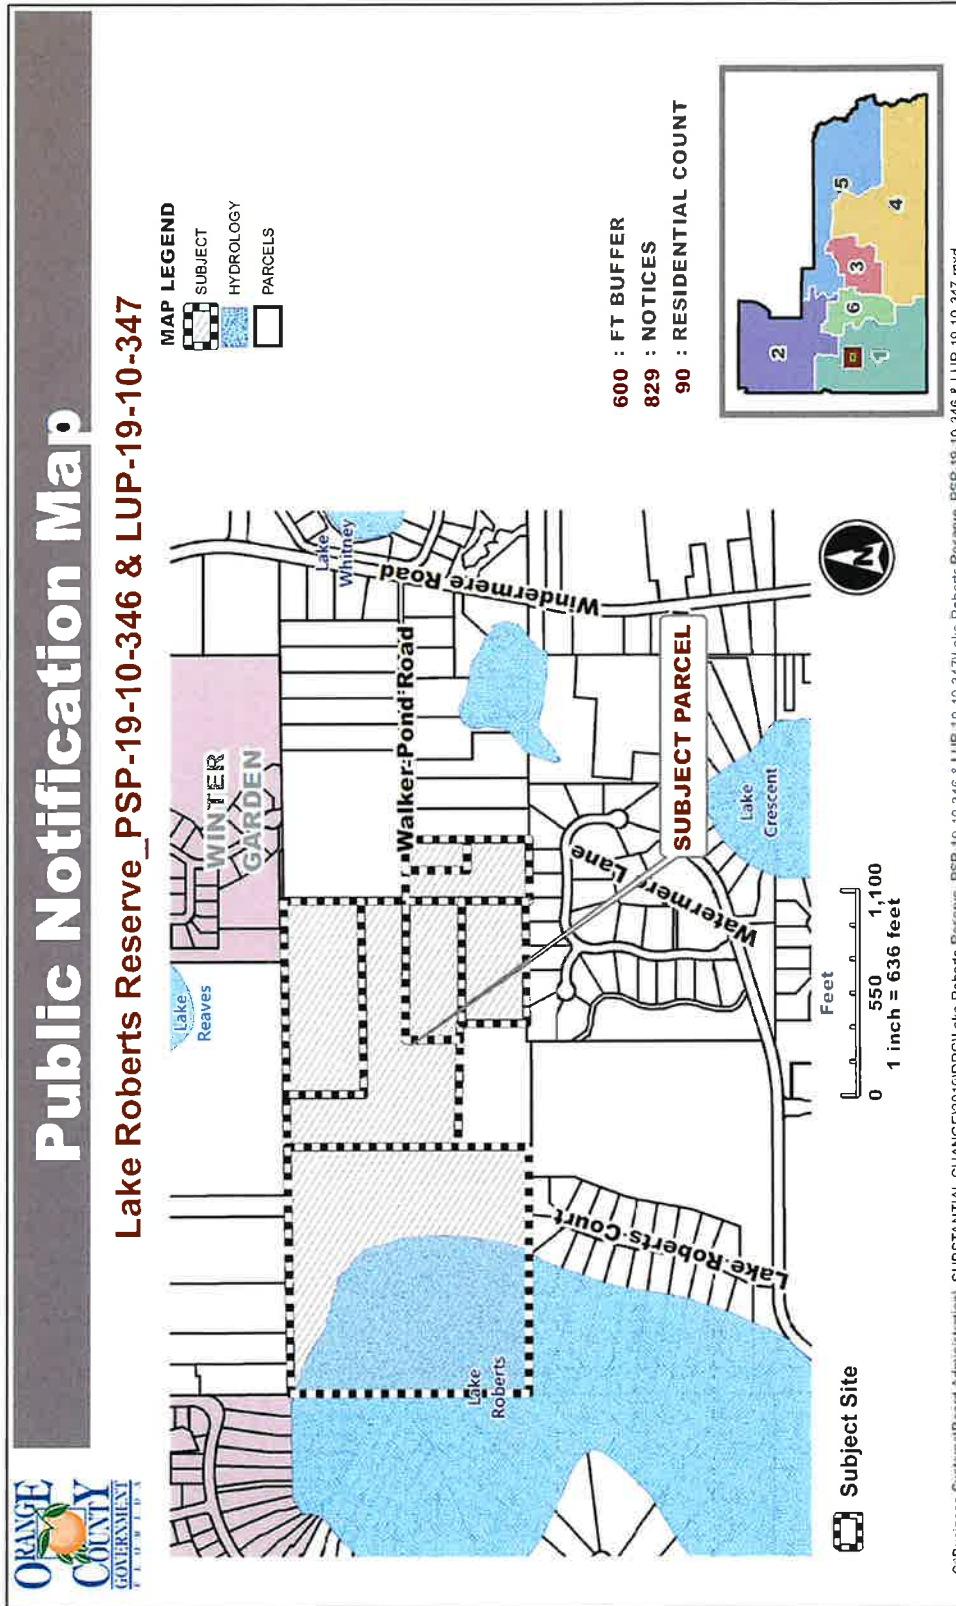 ORANGE
COUNTY
GOVERNMENT
FLORIDA
Public Notification Map
Lake Roberts Reserve_PSP-19-10-346 & LUP-19-10-347
MAP LEGEND
SUBJECT
HYDROLOGY
PARCELS
600 : FT BUFFER
829 : NOTICES
90 : RESIDENTIAL COUNT
1
2
3
4
5
6
WINTER
GARDEN
Lake
Reaves
Lake
Whitney
Walker Pond Road
Windermere Road
Lake
Roberts
Lake Roberts Court
Watermere Lane
SUBJECT PARCEL
Lake
Crescent
N
Subject Site
Feet
0 550 1,100
1 inch = 636 feet